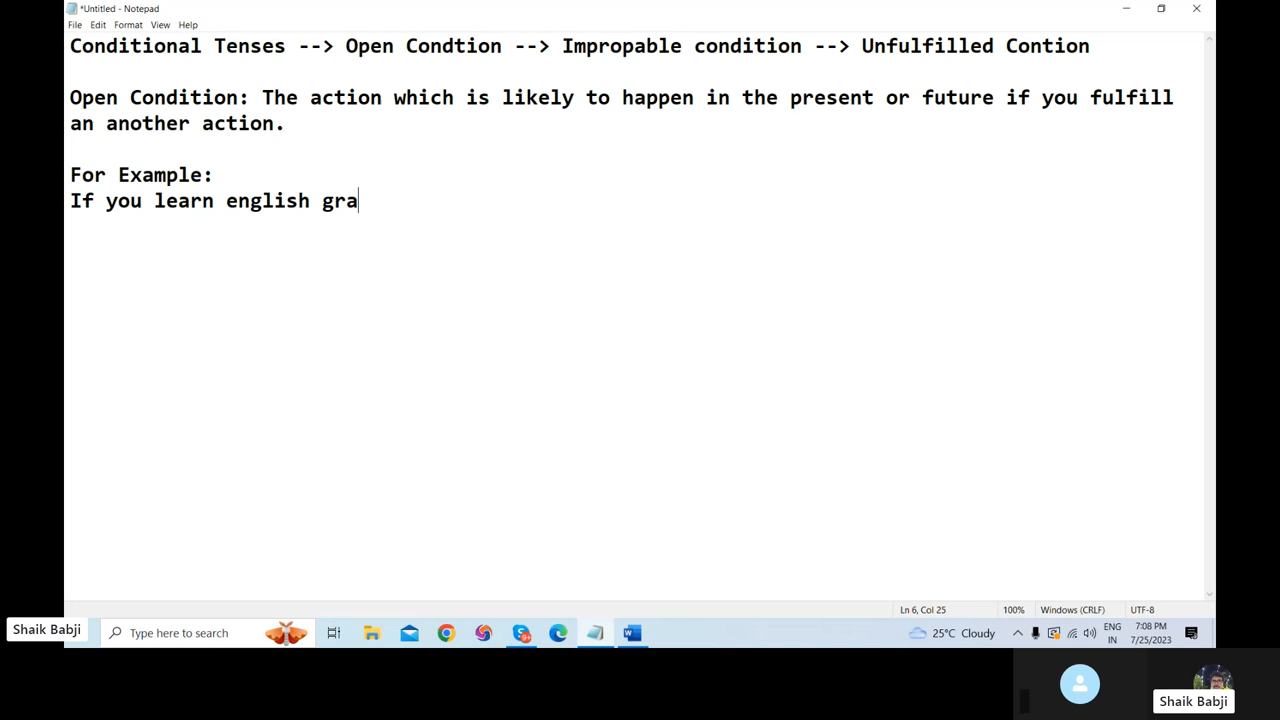 *Untitled - Notepad
File Edit Format View Help
Conditional Tenses --> Open Condtion --> Impropable condition --> Unfulfilled Contion
Open Condition: The action which is likely to happen in the present or future if you fulfill
an another action.
For Example:
If you learn english gra
Ln 6, Col 25 100% Windows (CRLF) UTF-8
Shaik Babji
Type here to search
9+
W
25°C Cloudy
ENG
IN
7:08 PM
7/25/2023
Shaik Babji